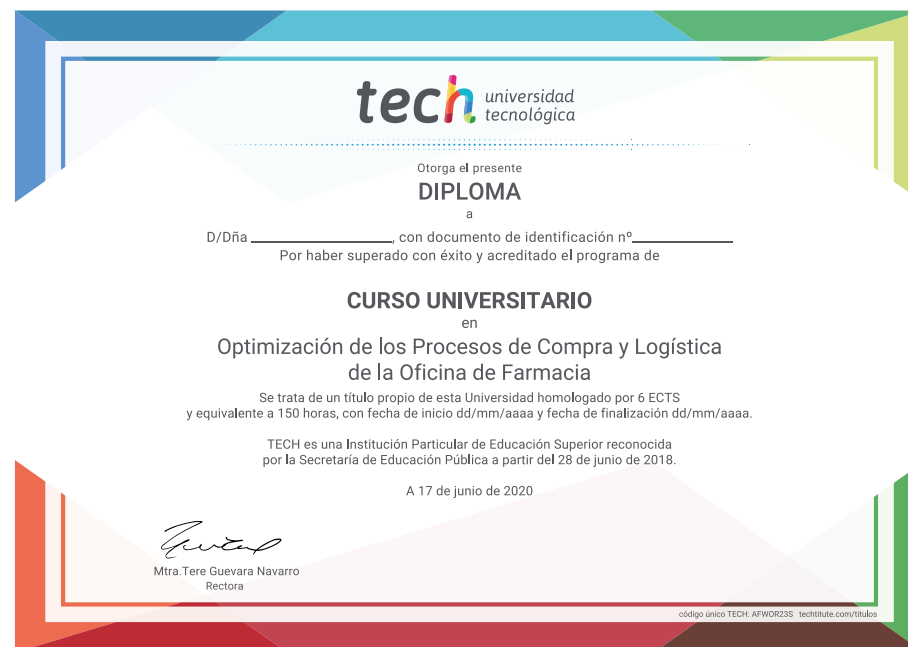 tech universidad
tecnológica
Otorga el presente
DIPLOMA
a
D/Dña ____________________, con documento de identificación nº______________
Por haber superado con éxito y acreditado el programa de
CURSO UNIVERSITARIO
en
Optimización de los Procesos de Compra y Logística
de la Oficina de Farmacia
Se trata de un título propio de esta Universidad homologado por 6 ECTS
y equivalente a 150 horas, con fecha de inicio dd/mm/aaaa y fecha de finalización dd/mm/aaaa.
TECH es una Institución Particular de Educación Superior reconocida
por la Secretaría de Educación Pública a partir del 28 de junio de 2018.
A 17 de junio de 2020
Mtra.Tere Guevara Navarro
Rectora
código único TECH: AFWOR23S techtitute.com/titulos